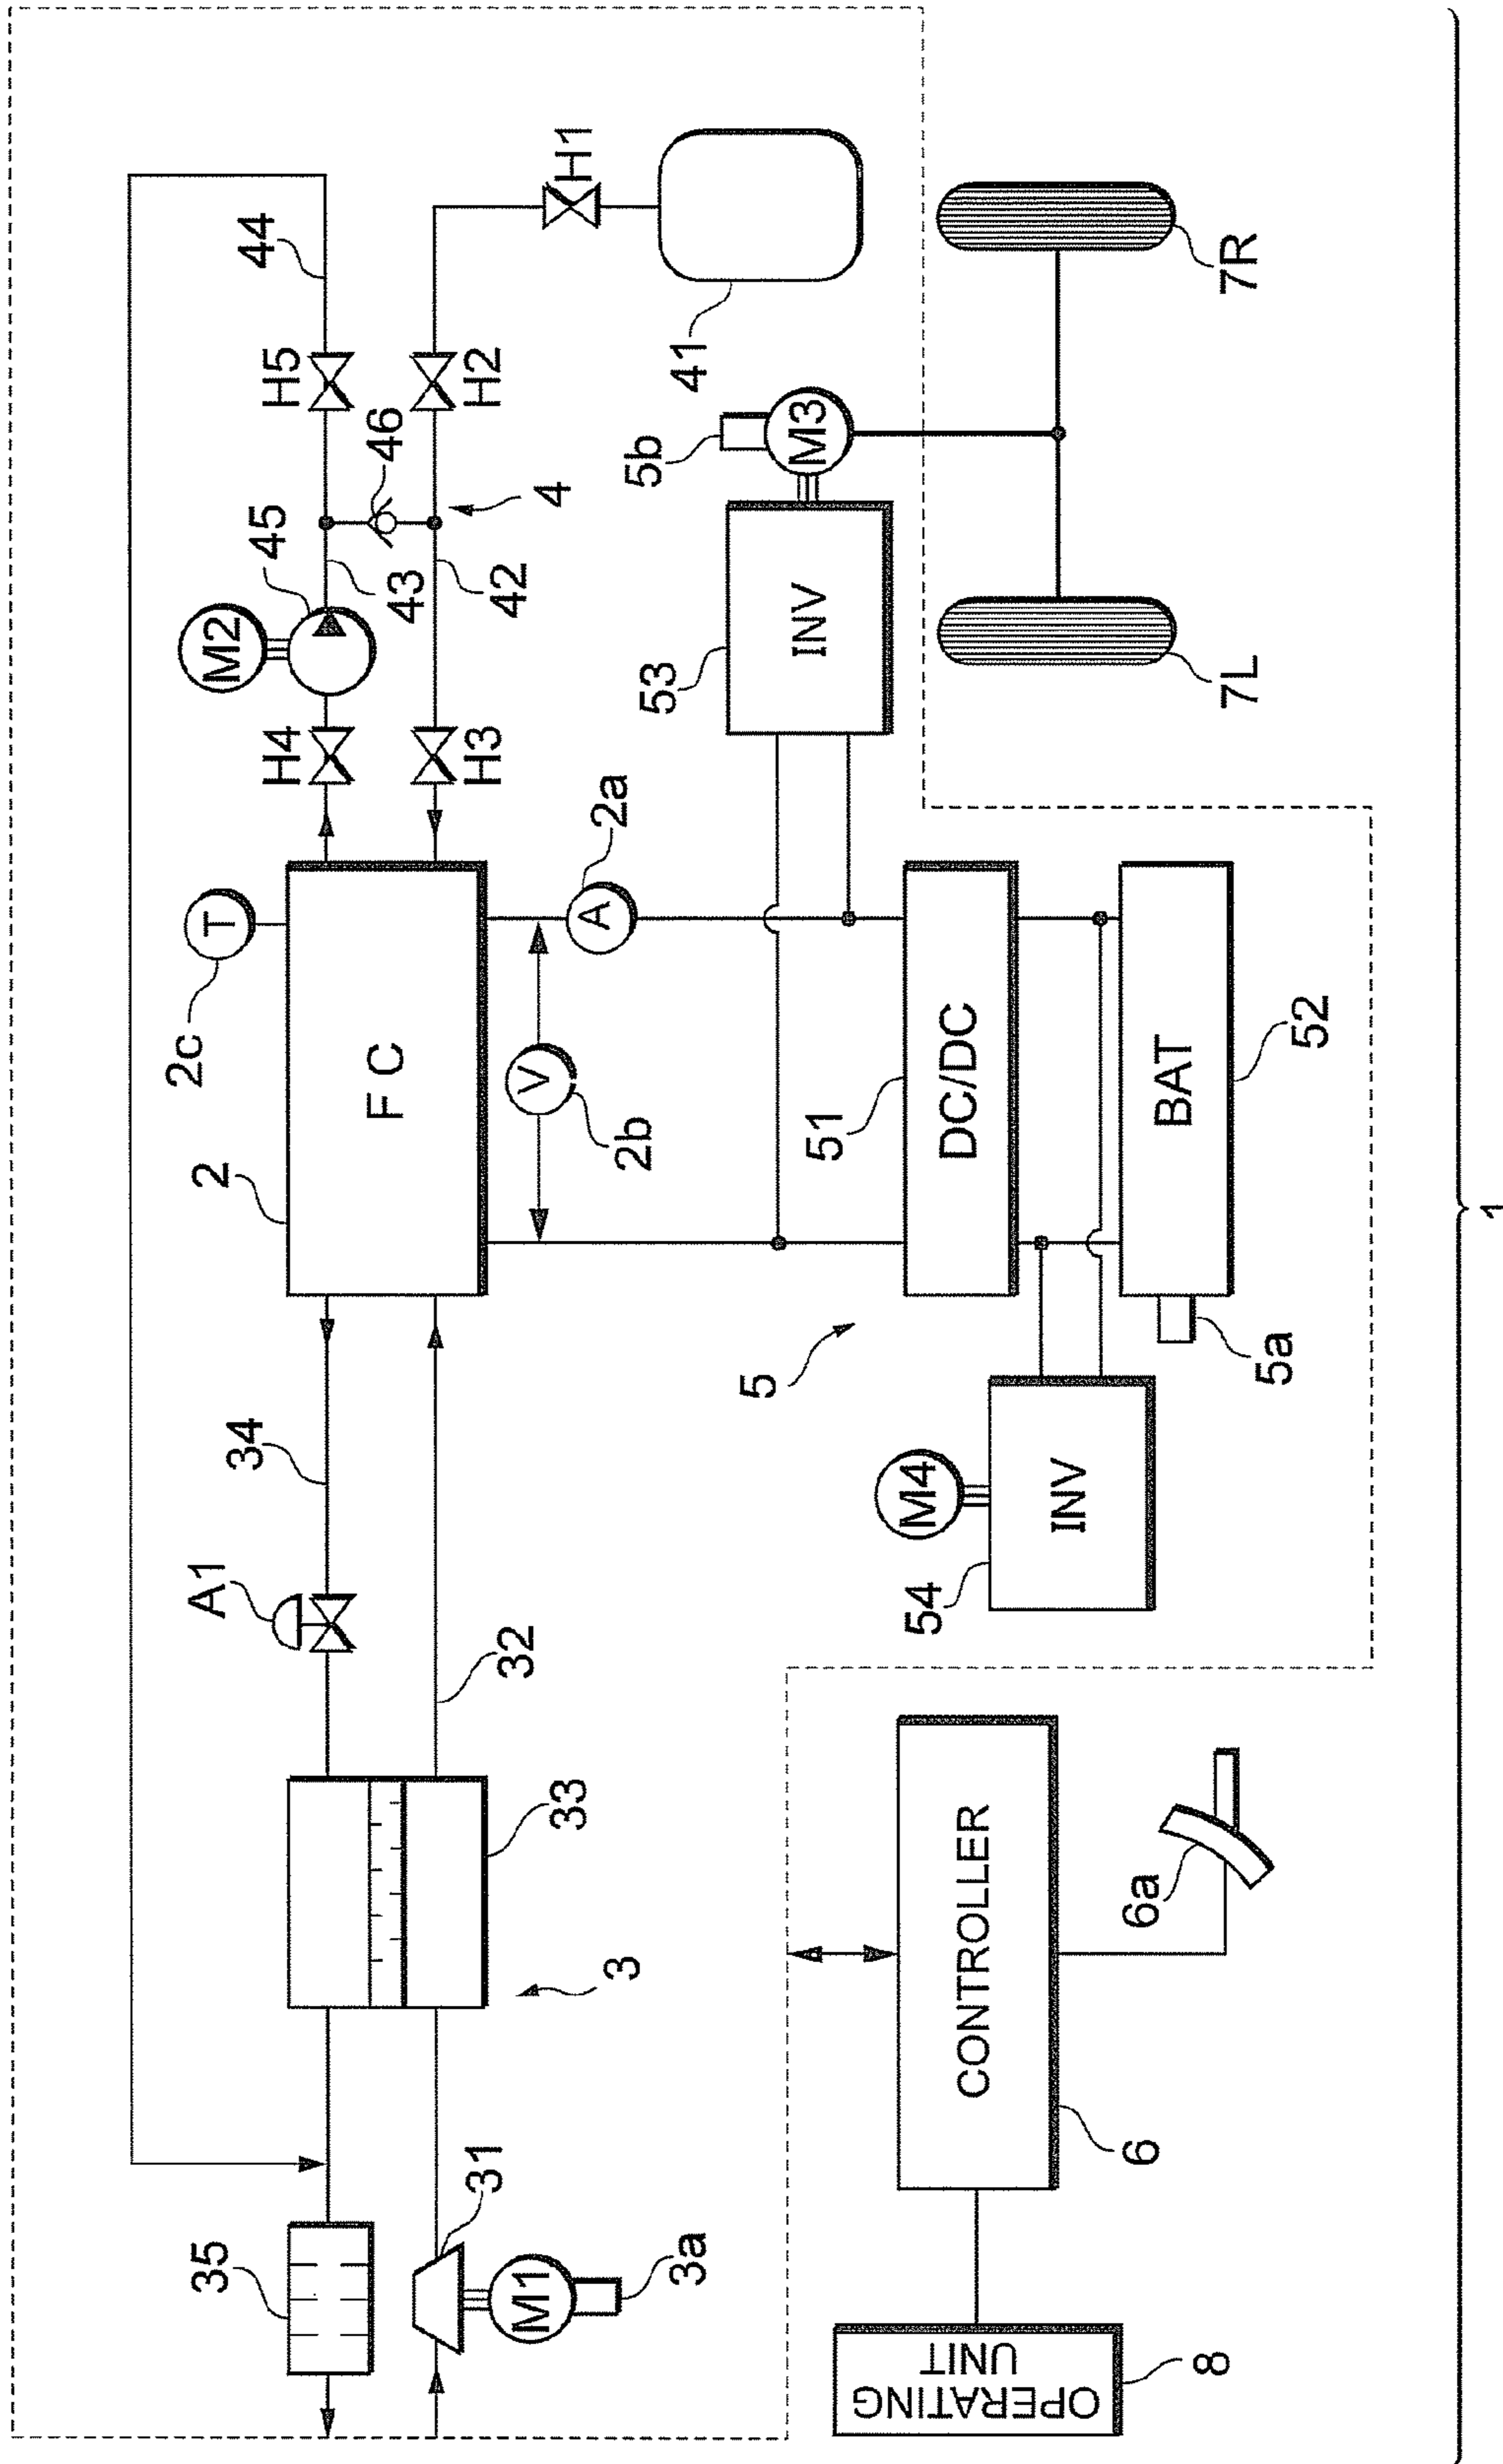 44
H1
H5
H2
41
7R
46
4
5b
M3
45
43
42
M2
INV
53
7L
H4
H3
2a
T
2c
A
F C
2
V
2b
51
DC/DC
BAT
52
5
5a
34
M4
INV
54
A1
32
33
3
CONTROLLER
6a
6
31
35
M1
3a
OPERATING
UNIT
8
1